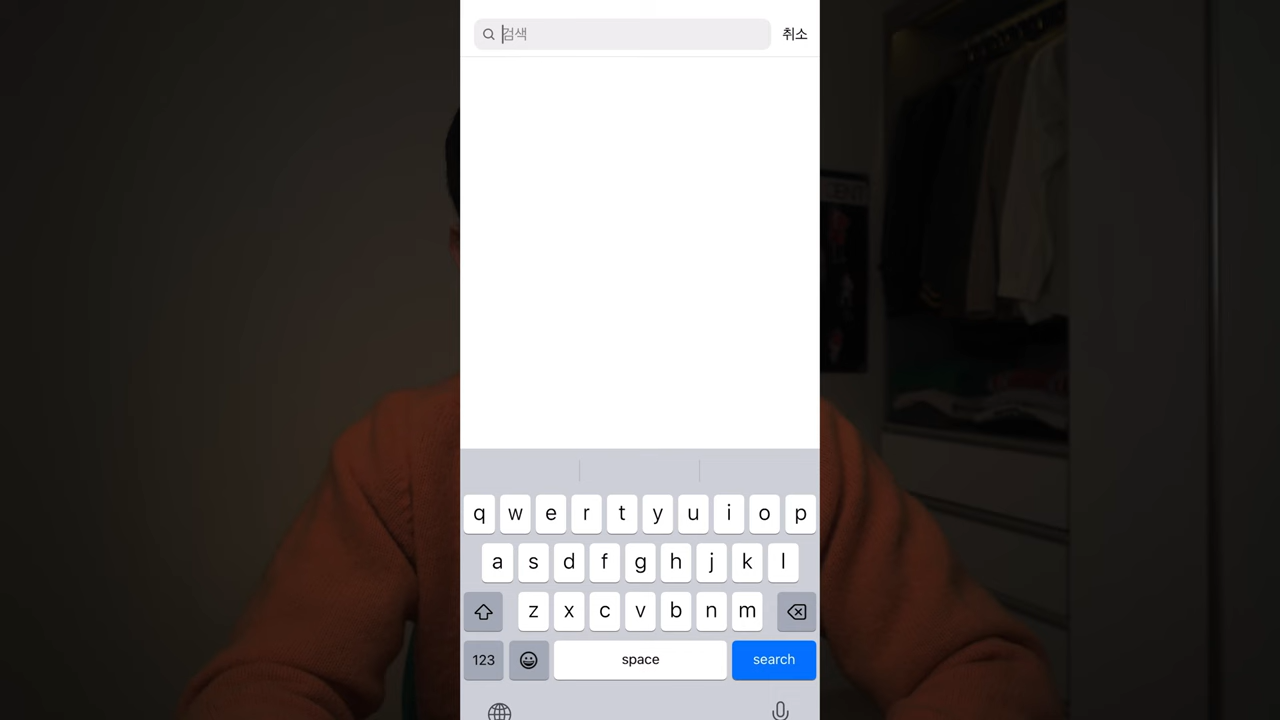 검색 취소
q w e r t y u i o p
a s d f g h j k l
z x c v b n m
123 space search